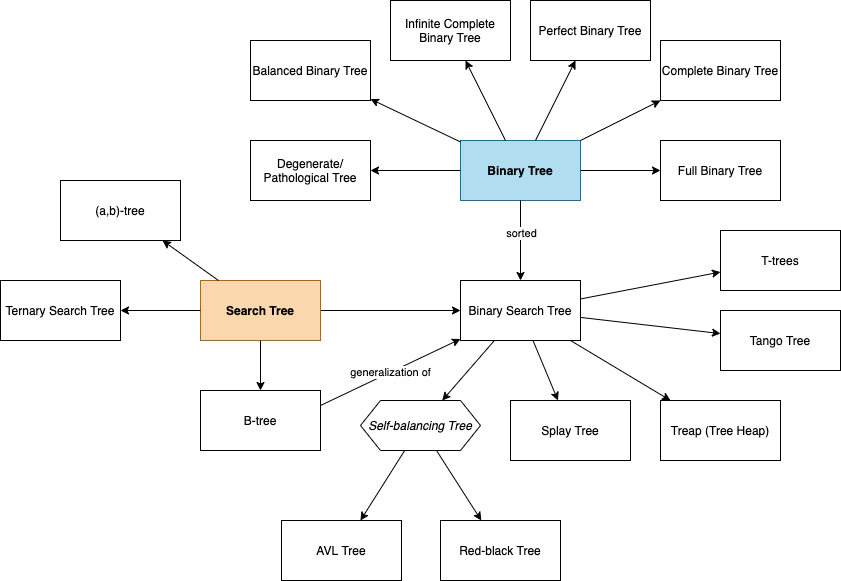 Infinite Complete
Binary Tree
Perfect Binary Tree
Balanced Binary Tree
Complete Binary Tree
Degenerate/
Pathological Tree
Binary Tree
Full Binary Tree
(a,b)-tree
sorted
T-trees
Ternary Search Tree
Search Tree
Binary Search Tree
Tango Tree
generalization of
B-tree
Self-balancing Tree
Splay Tree
Treap (Tree Heap)
AVL Tree
Red-black Tree